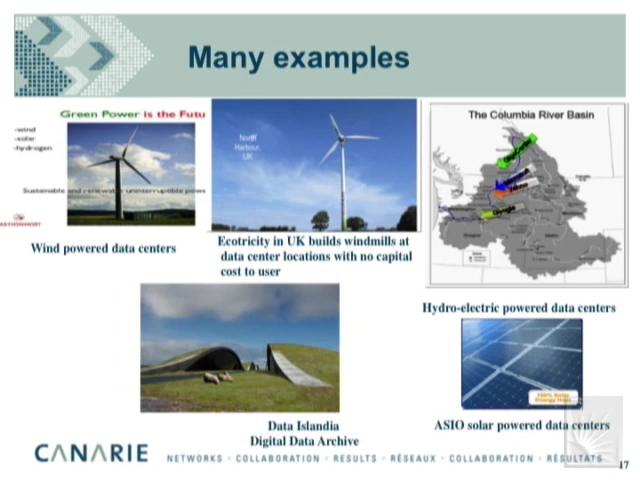 Many examples
Green Power is the Futu
-wind
-solar
-hydrogen
Sustainable and renewable uninterruptible powe
North
Harbour,
UK
The Columbia River Basin
Wind powered data centers
Ecotricity in UK builds windmills at
data center locations with no capital
cost to user
Hydro-electric powered data centers
100% Solar
Data Islandia
Digital Data Archive
ASIO solar powered data centers
CANARIE
NETWORKS · COLLABORATION · RESULTS · RÉSEAUX · COLLABORATION · RÉSULTATS
17